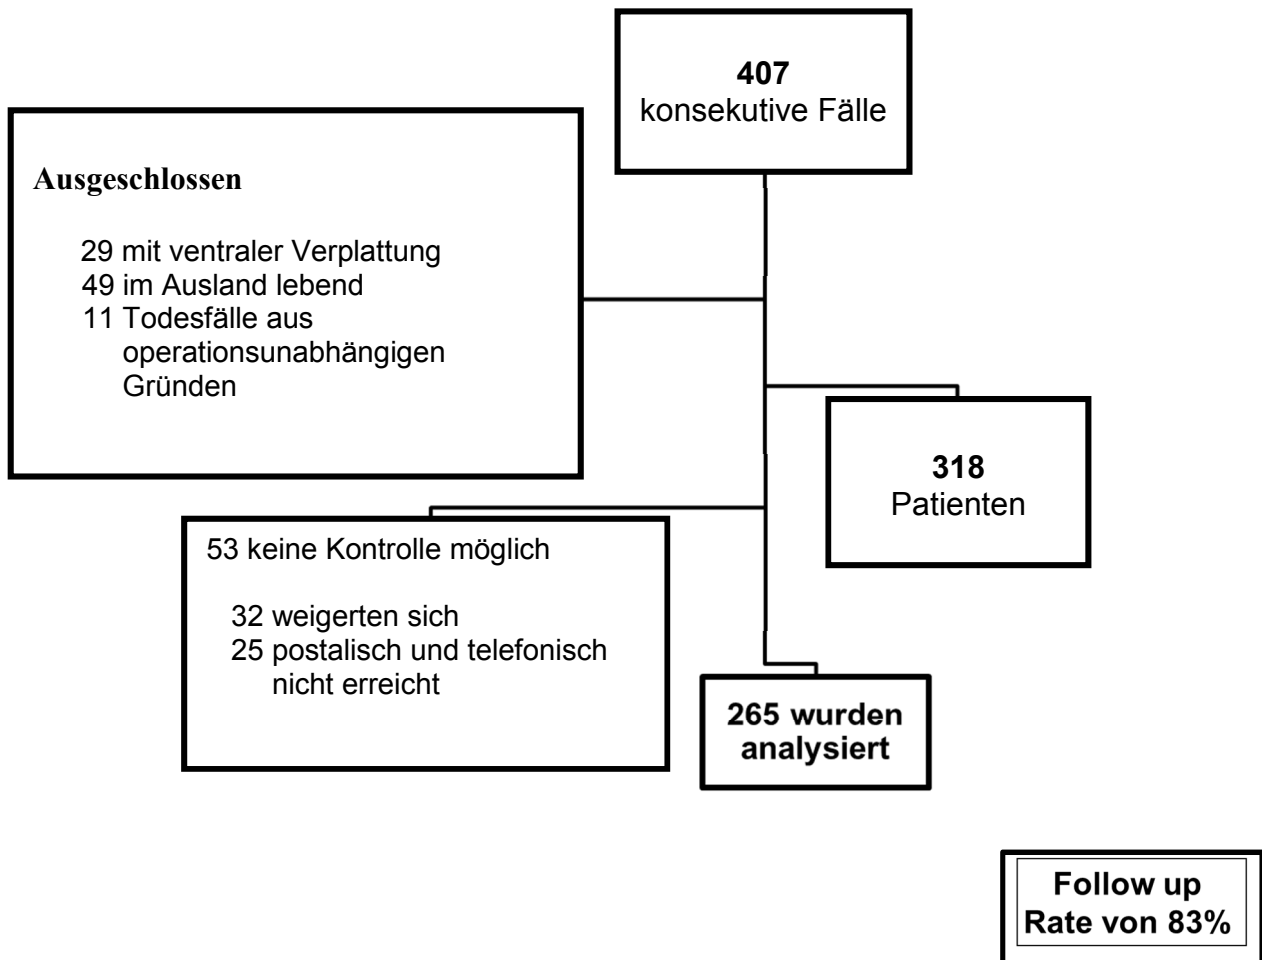 407
konsekutive Fälle
Ausgeschlossen
29 mit ventraler Verplattung
49 im Ausland lebend
11 Todesfälle aus
operationsunabhängigen
Gründen
318
Patienten
53 keine Kontrolle möglich
32 weigerten sich
25 postalisch und telefonisch
nicht erreicht
265 wurden
analysiert
Follow up
Rate von 83%